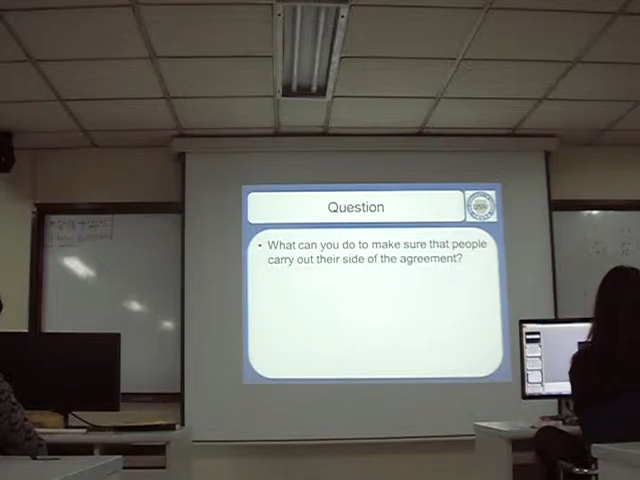 Question
• What can you do to make sure that people
carry out their side of the agreement?